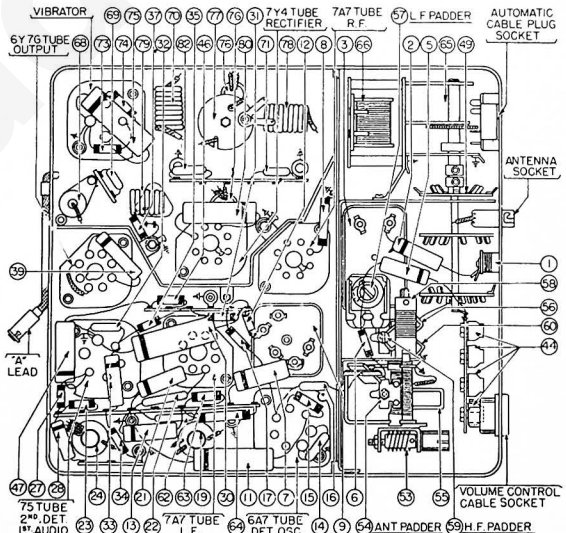 VIBRATOR
69 75 37 70 35 77 76 31
7Y4 TUBE
RECTIFIER
7A7 TUBE
R.F.
57 L.F PADDER
AUTOMATIC
CABLE PLUG
SOCKET
6Y7G TUBE
OUTPUT
68 73 74 79 32 82 46 76 80 71 78 12 8 3 66 2 5 65 49
ANTENNA
SOCKET
39
1
58
56
60
44
"A"
LEAD
VOLUME CONTROL
CABLE SOCKET
47 27 28 24 34 21 62 63 19 30 11 17 7 15 16 6 53 55
75 TUBE
2ND. DET.
1ST. AUDIO
23 33 13 22
7A7 TUBE
I.F.
64
6A7 TUBE
DET. OSC.
14 9 54 ANT PADDER
59 H.F. PADDER